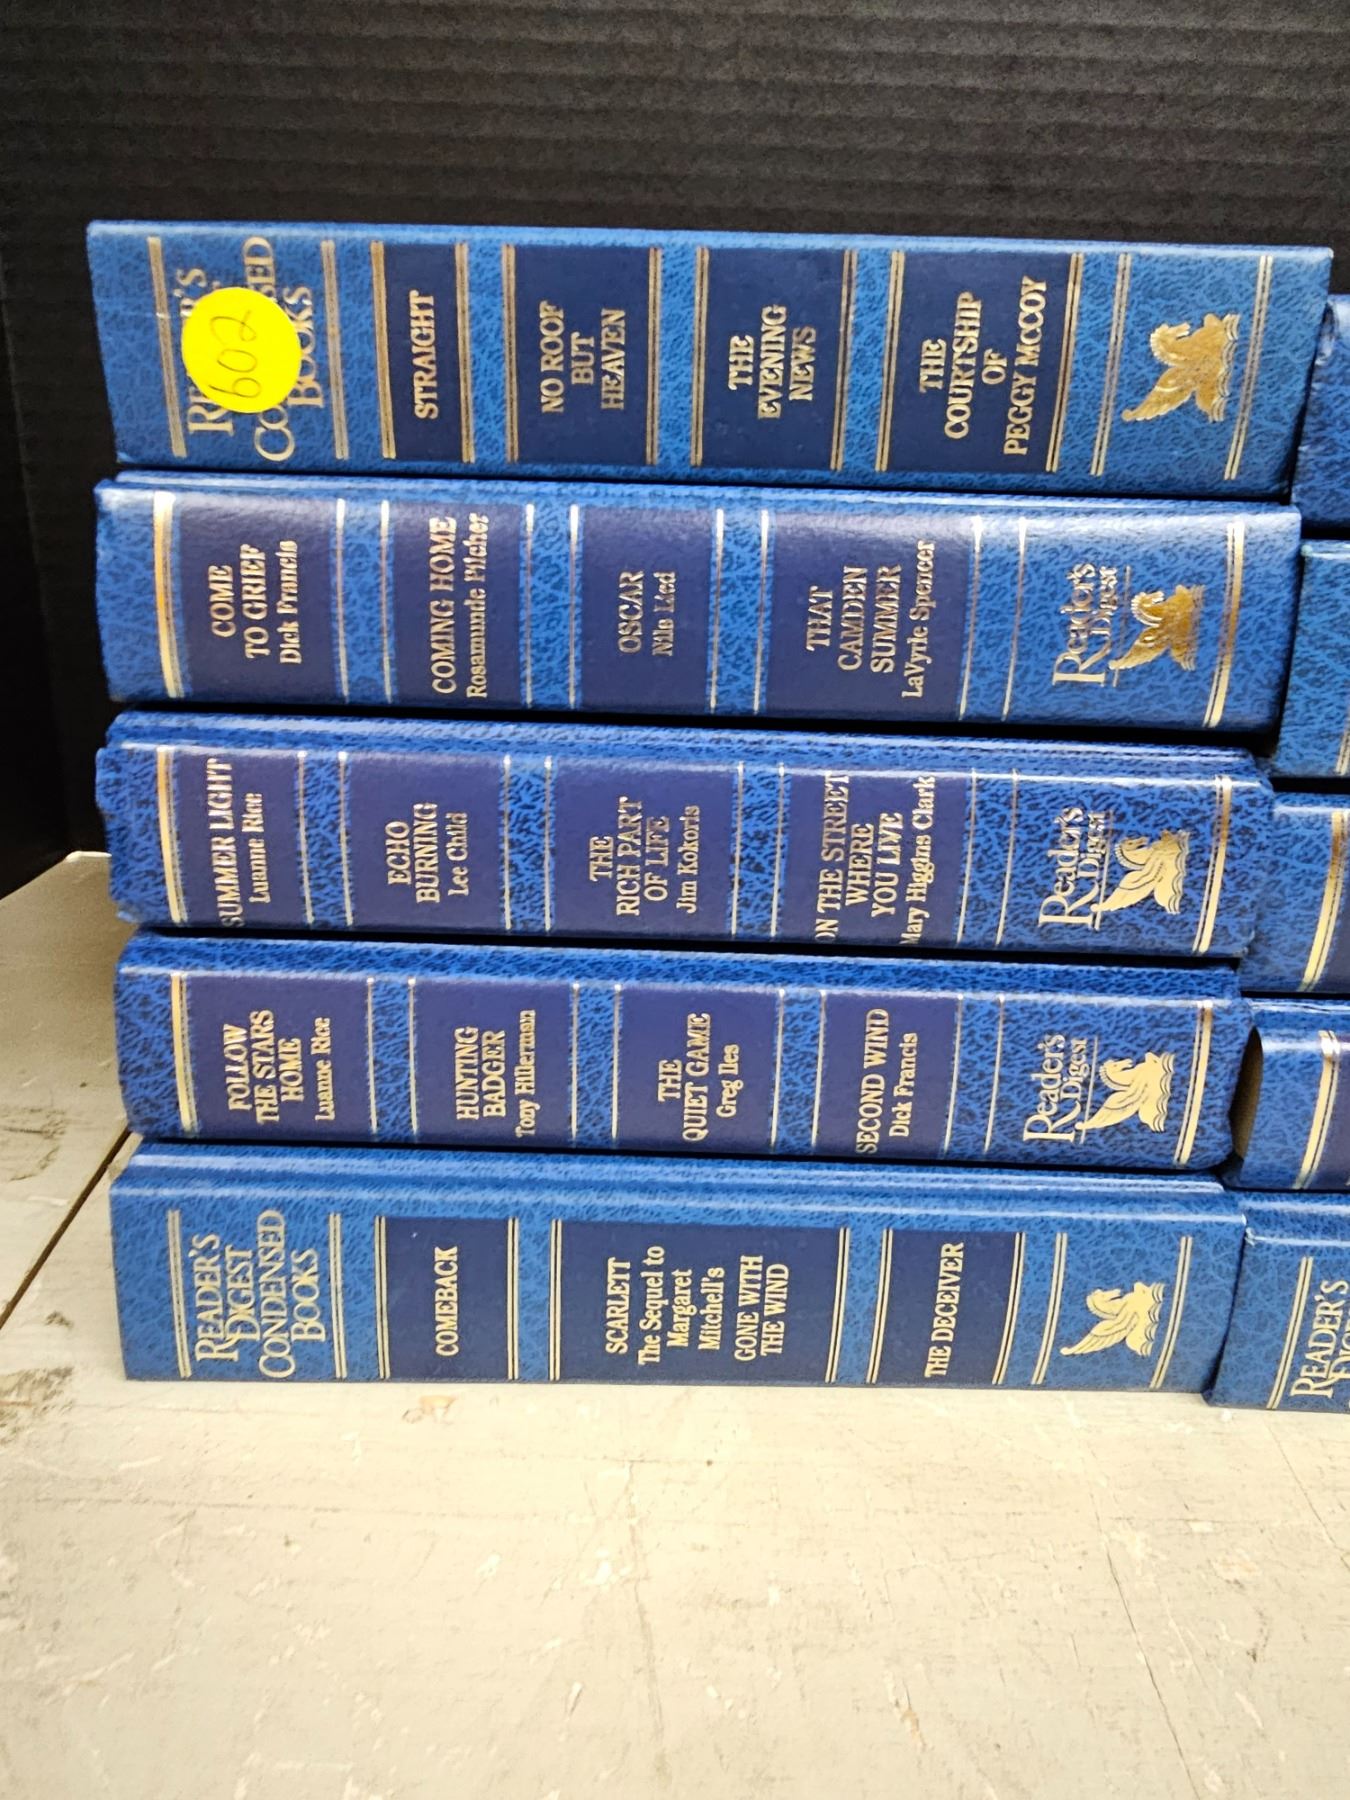 602
BOOKS
STRAIGHT
NO ROOF
BUT
HEAVEN
THE
EVENING
NEWS
THE
COURTSHIP
OF
PEGGY McCOY
COME
TO GRIEF
Dick Francis
COMING HOME
Rosamunde Pilcher
OSCAR
Nils Lied
THAT
CAMDEN
SUMMER
LaVyrle Spencer
Reader's
Digest
SUMMER LIGHT
Luanne Rice
ECHO
BURNING
Lee Child
THE
RICH PART
OF LIFE
Jim Kokoris
ON THE STREET
WHERE
YOU LIVE
Mary Higgins Clark
Reader's
Digest
FOLLOW
THE STARS
HOME
Luanne Rice
HUNTING
BADGER
Tony Hillerman
THE
QUIET GAME
Greg Iles
SECOND WIND
Dick Francis
Reader's
Digest
READER'S
DIGEST
CONDENSED
BOOKS
COMEBACK
SCARLETT
The Sequel to
Margaret
Mitchell's
GONE WITH
THE WIND
THE DECEIVER
READER'S